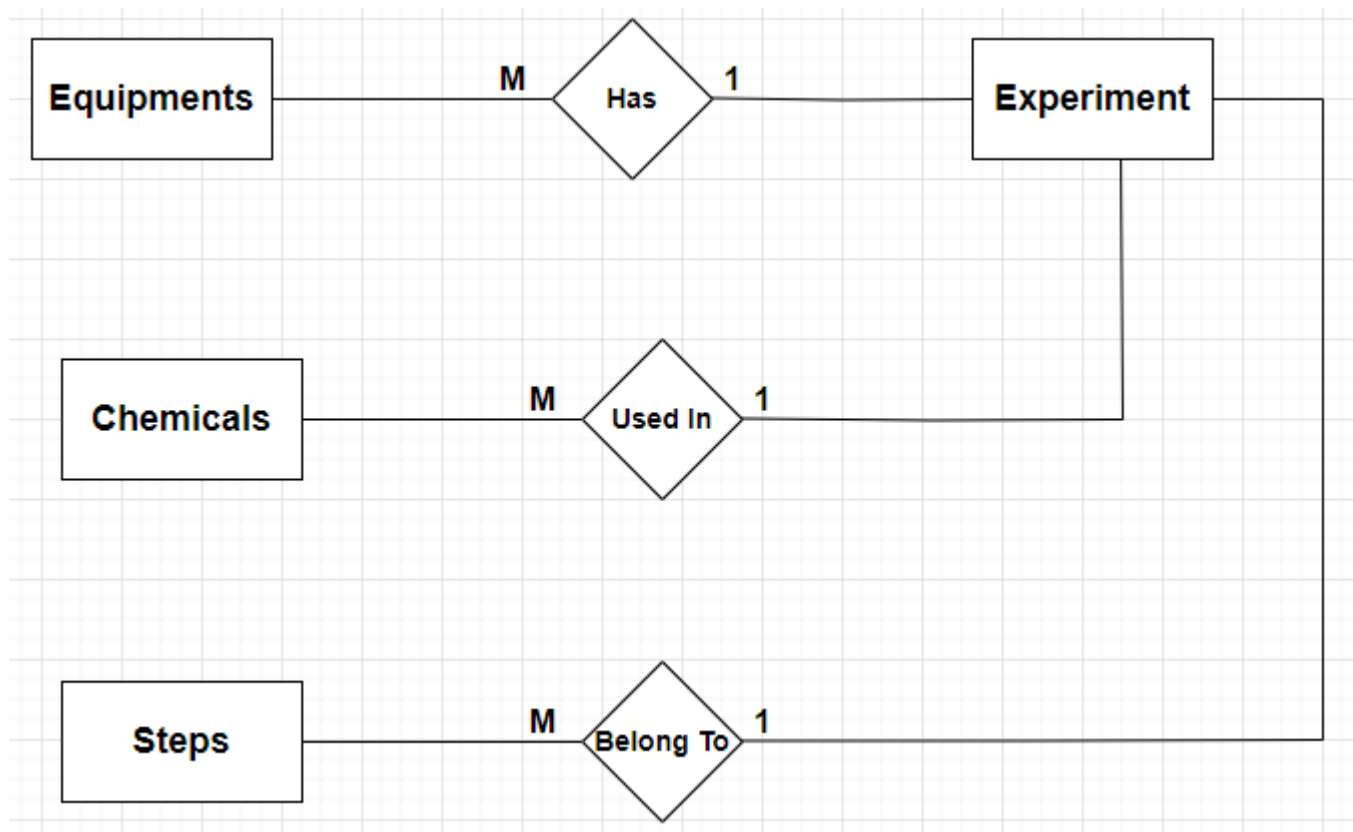 Equipments
M
Has
1
Experiment
Chemicals
M
Used In
1
Steps
M
Belong To
1